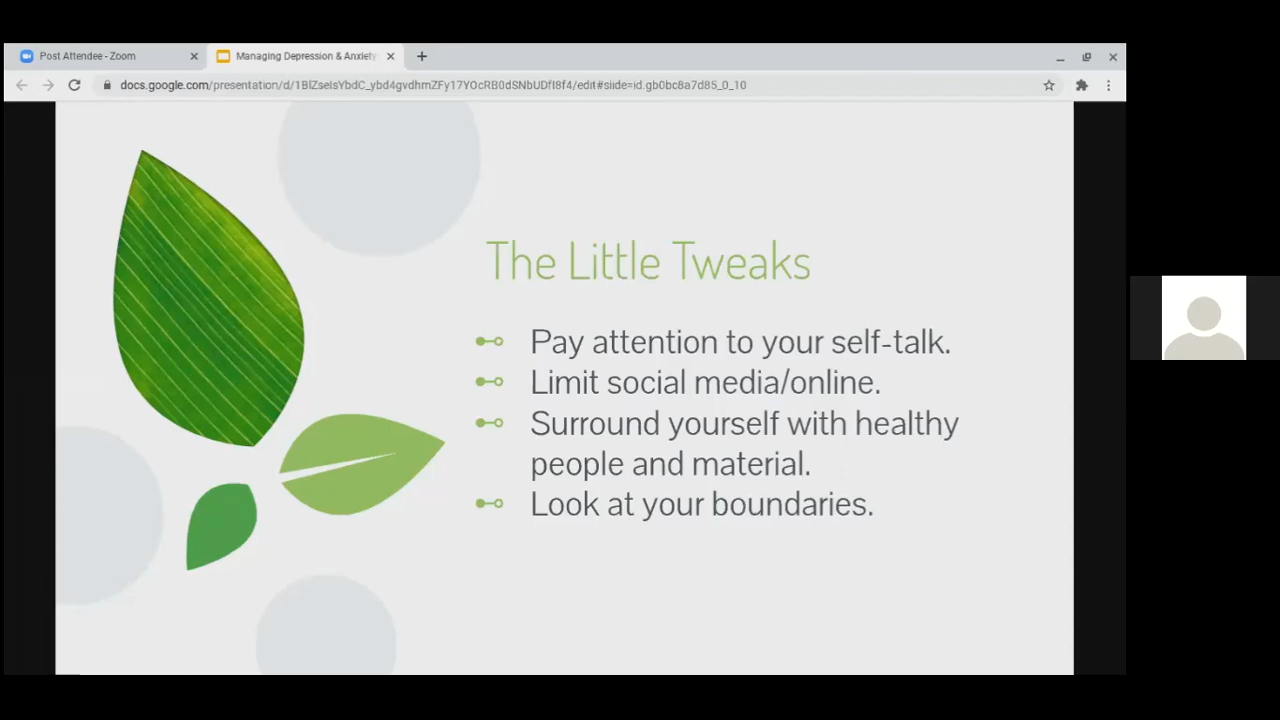 Post Attendee - Zoom
Managing Depression & Anxiety
docs.google.com/presentation/d/1BlZseIsYbdC_ybd4gvdhmZFy17YOcRB0dSNbUDfI8f4/edit#slide=id.gb0bc8a7d85_0_10
The Little Tweaks
Pay attention to your self-talk.
Limit social media/online.
Surround yourself with healthy
people and material.
Look at your boundaries.